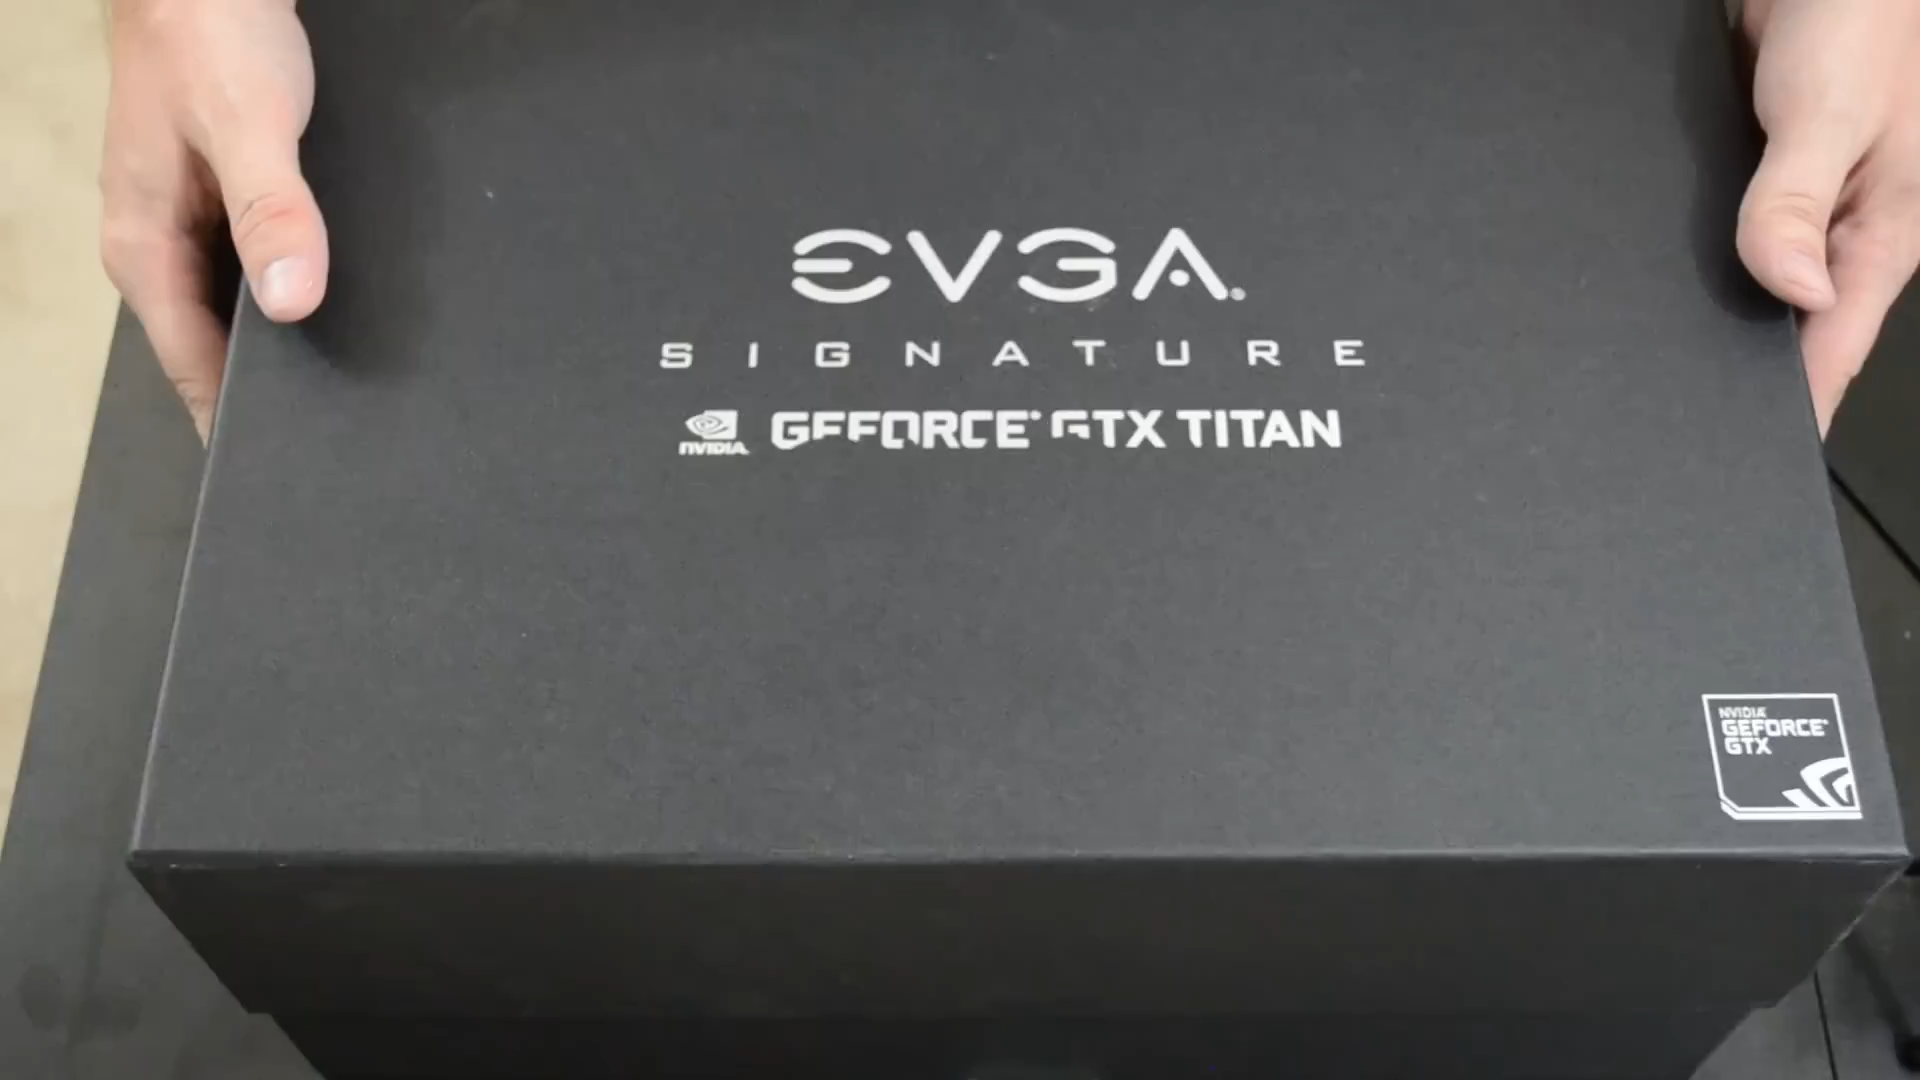 EVGA®
SIGNATURE
NVIDIA. GEFORCE® GTX TITAN
NVIDIA®
GEFORCE®
GTX